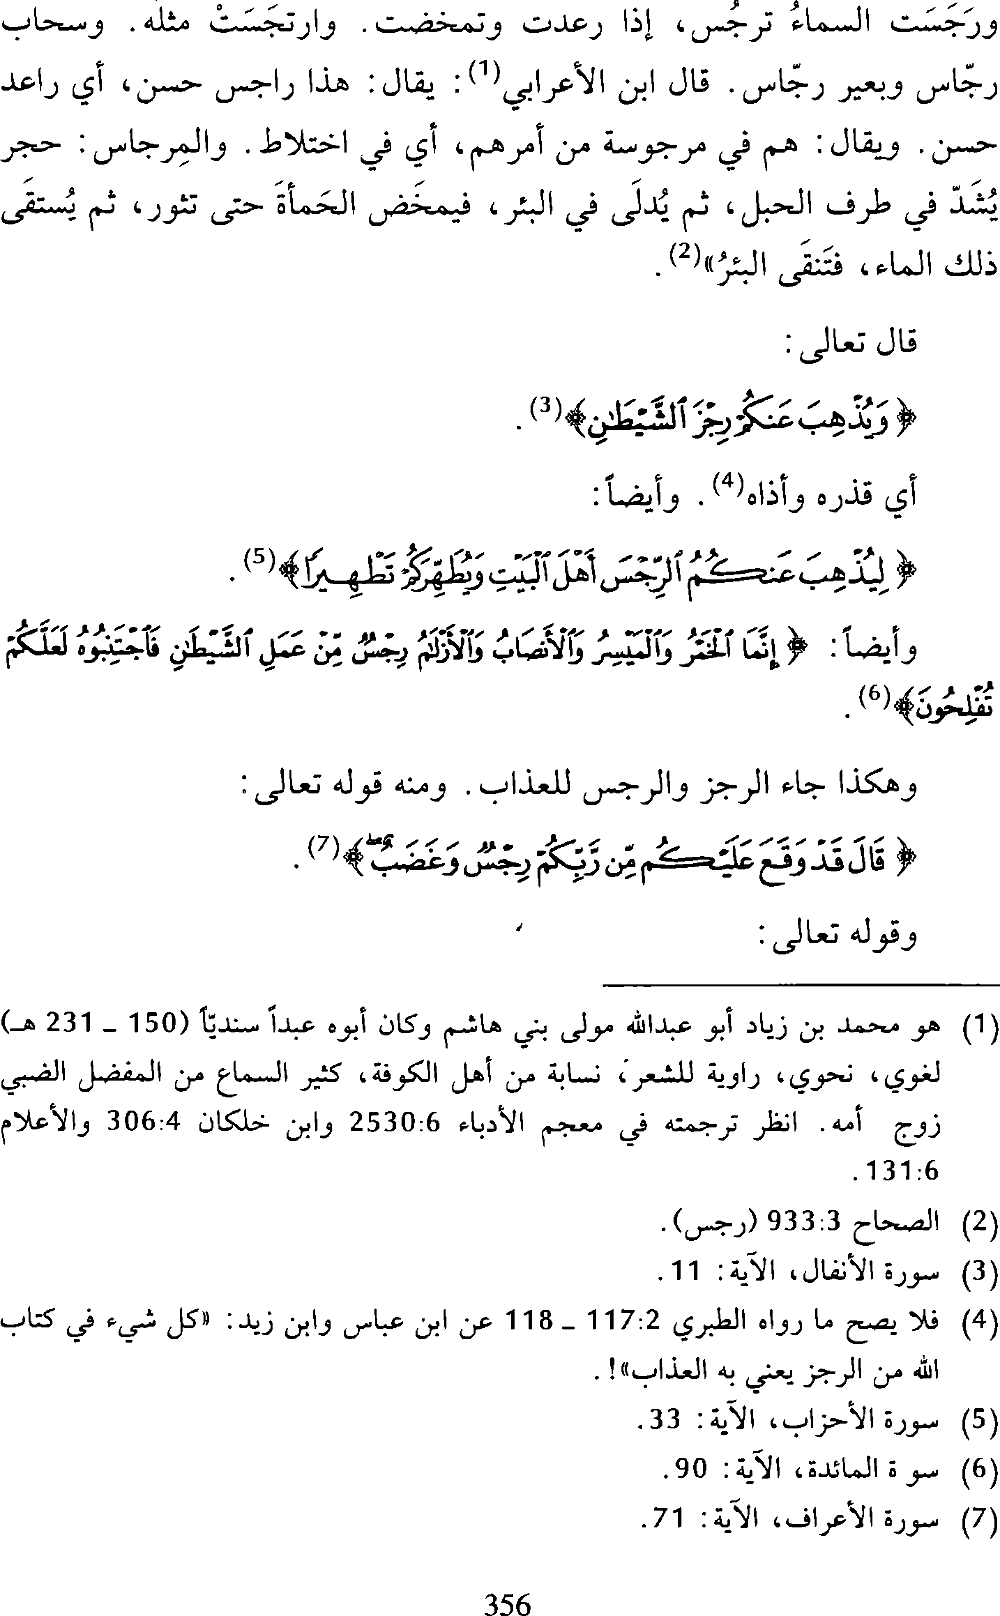 ورَجَسَت السماءُ ترجُس، إذا رعدت وتمخضت. وارتجَسَتْ مثله. وسحاب
رجّاس وبعير رجّاس. قال ابن الأعرابي(1): يقال: هذا راجس حسن، أي راعد
حسن. ويقال: هم في مرجوسة من أمرهم، أي في اختلاط. والمِرجاس: حجر
يُشَدّ في طرف الحبل، ثم يُدلَى في البئر، فيمخَض الحَمأةَ حتى تثور، ثم يُستقَى
ذلك الماء، فتَنقَى البئرُ»(2).
قال تعالى:
﴿وَيُذْهِبَ عَنكُمْ رِجْزَ ٱلشَّيْطَٰنِ﴾(3).
أي قذره وأذاه(4). وأيضاً:
﴿لِيُذْهِبَ عَنكُمُ ٱلرِّجْسَ أَهْلَ ٱلْبَيْتِ وَيُطَهِّرَكُمْ تَطْهِيرًا﴾(5).
وأيضاً: ﴿إِنَّمَا ٱلْخَمْرُ وَٱلْمَيْسِرُ وَٱلْأَنصَابُ وَٱلْأَزْلَٰمُ رِجْسٌ مِّنْ عَمَلِ ٱلشَّيْطَٰنِ فَٱجْتَنِبُوهُ لَعَلَّكُمْ
تُفْلِحُونَ﴾(6).
وهكذا جاء الرجز والرجس للعذاب. ومنه قوله تعالى:
﴿قَالَ قَدْ وَقَعَ عَلَيْكُم مِّن رَّبِّكُمْ رِجْسٌ وَغَضَبٌ ۖ﴾(7).
وقوله تعالى:
(1) هو محمد بن زياد أبو عبدالله مولى بني هاشم وكان أبوه عبداً سنديّاً (150 ـ 231 هـ)
لغوي، نحوي، راوية للشعر، نسابة من أهل الكوفة، كثير السماع من المفضل الضبي
زوج أمه. انظر ترجمته في معجم الأدباء 2530:6 وابن خلكان 306:4 والأعلام
131:6.
(2) الصحاح 933:3 (رجس).
(3) سورة الأنفال، الآية: 11.
(4) فلا يصح ما رواه الطبري 117:2 ـ 118 عن ابن عباس وابن زيد: «كل شيء في كتاب
الله من الرجز يعني به العذاب»!.
(5) سورة الأحزاب، الآية: 33.
(6) سو ة المائدة، الآية: 90.
(7) سورة الأعراف، الآية: 71.
356